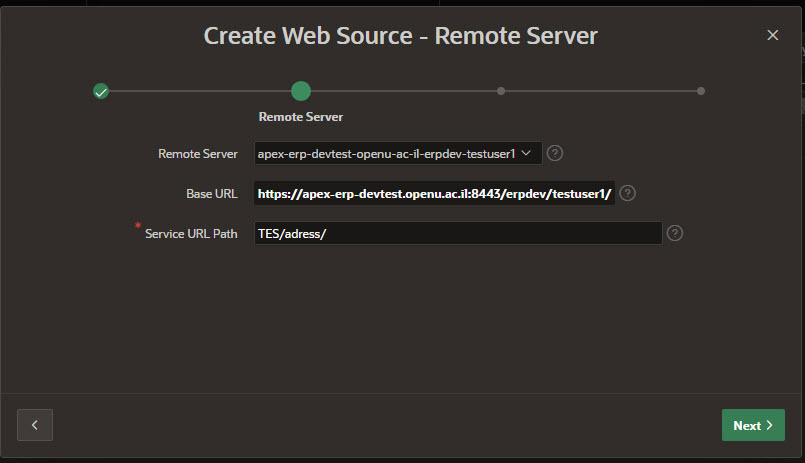 Create Web Source - Remote Server
Remote Server
Remote Server apex-erp-devtest-openu-ac-il-erpdev-testuser1
Base URL https://apex-erp-devtest.openu.ac.il:8443/erpdev/testuser1/
* Service URL Path TES/adress/
Next